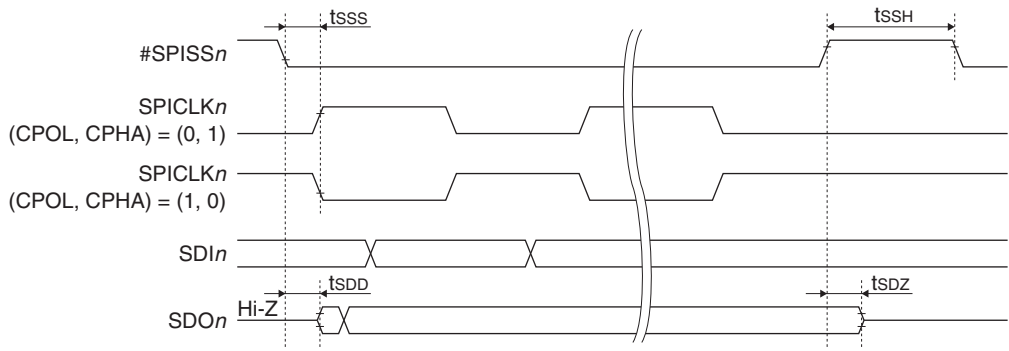 tSSS
tSSH
#SPISSn
SPICLKn
(CPOL, CPHA) = (0, 1)
SPICLKn
(CPOL, CPHA) = (1, 0)
SDIn
tSDD
tSDZ
Hi-Z
SDOn